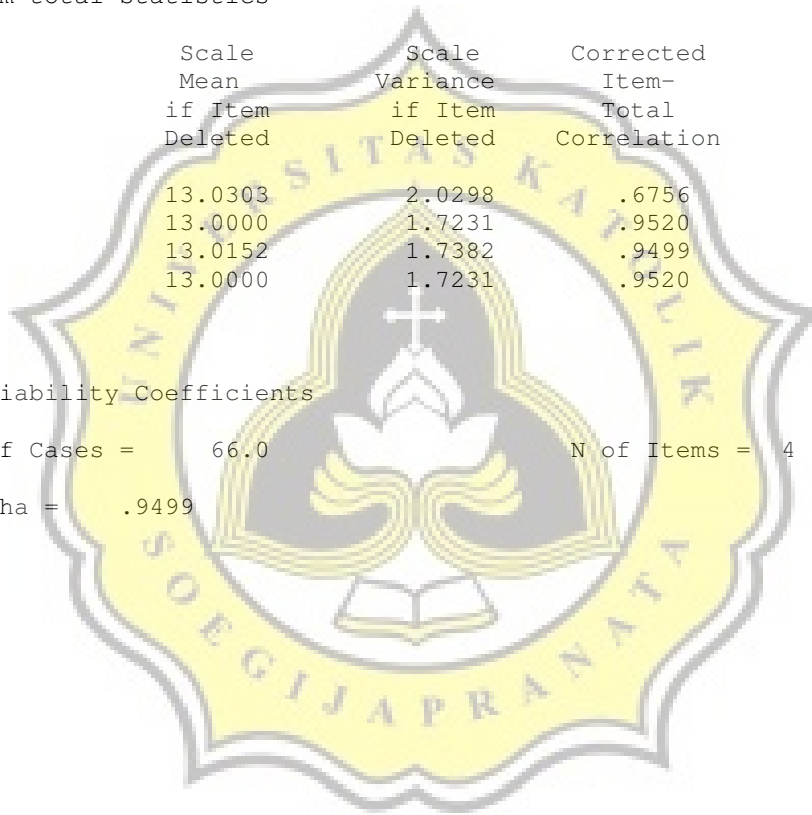 m-total Statistics
Scale Scale Corrected
Mean Variance Item-
if Item if Item Total
Deleted Deleted Correlation
13.0303 2.0298 .6756
13.0000 1.7231 .9520
13.0152 1.7382 .9499
13.0000 1.7231 .9520
iability Coefficients
f Cases = 66.0 N of Items = 4
ha = .9499
UNIVERSITAS KATOLIK
SOEGIJAPRANATA